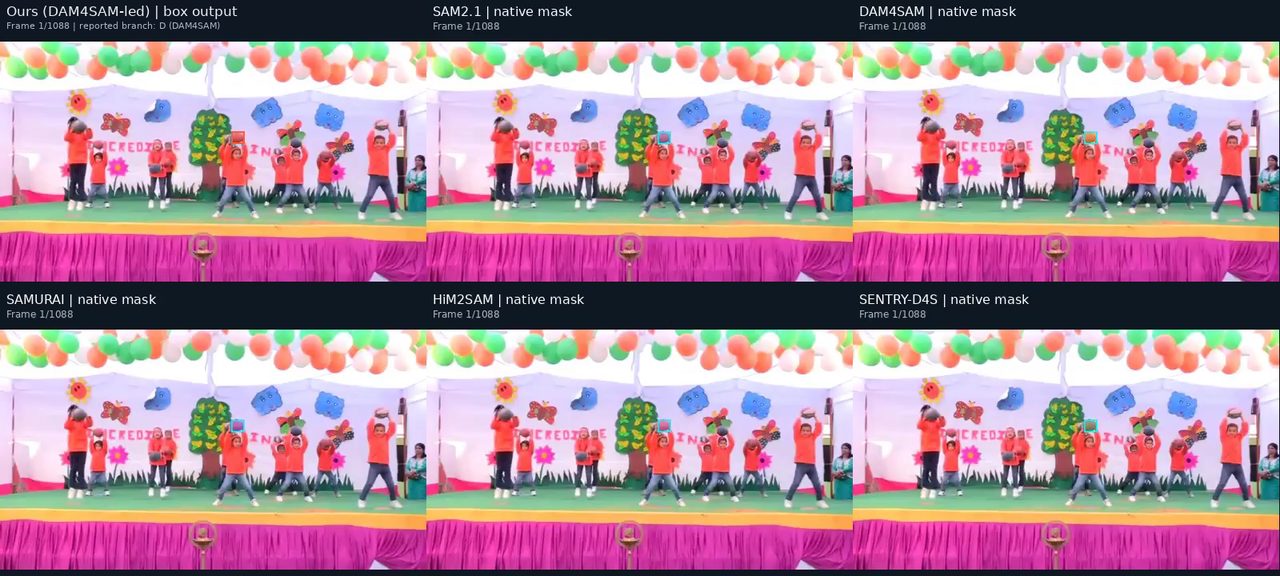 Ours (DAM4SAM-led) | box output
Frame 1/1088 | reported branch: D (DAM4SAM)
SAM2.1 | native mask
Frame 1/1088
DAM4SAM | native mask
Frame 1/1088
SAMURAI | native mask
Frame 1/1088
HiM2SAM | native mask
Frame 1/1088
SENTRY-D4S | native mask
Frame 1/1088